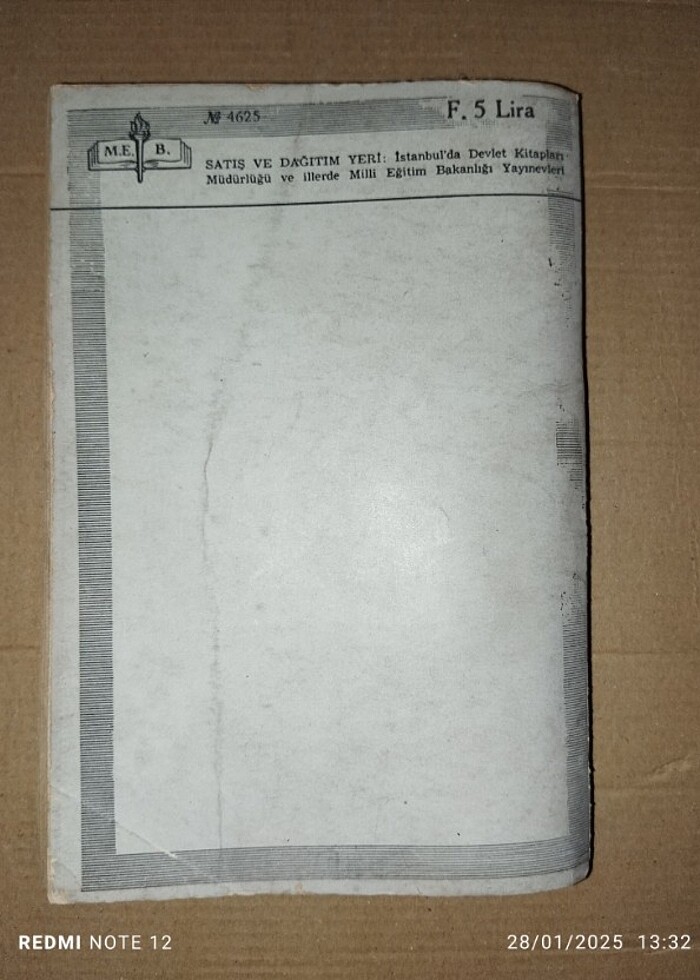 № 4625
F. 5 Lira
M.E. B.
SATIŞ VE DAĞITIM YERİ: İstanbul'da Devlet Kitapları
Müdürlüğü ve illerde Milli Eğitim Bakanlığı Yayınevleri
REDMI NOTE 12
28/01/2025 13:32